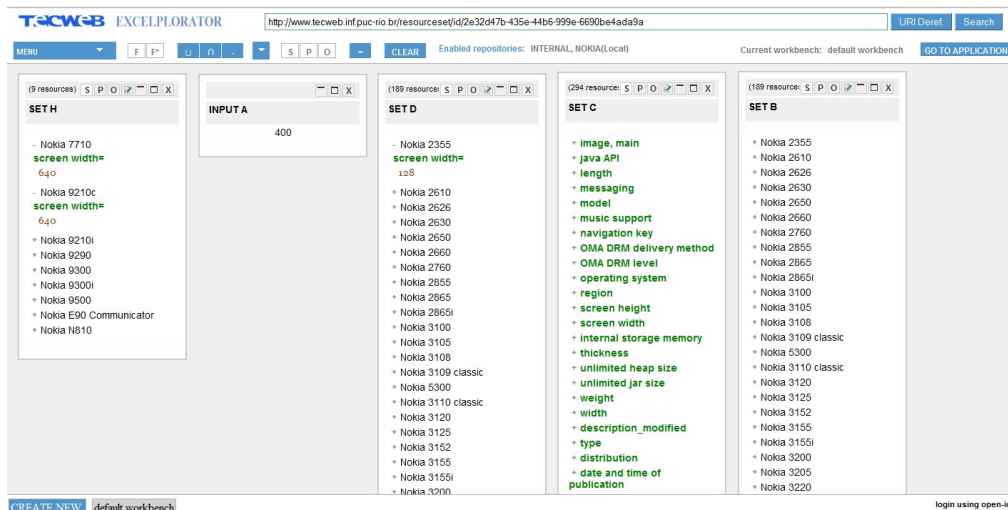 TECWEB EXCELPLORATOR
http://www.tecweb.inf.puc-rio.br/resourceset/id/2e32d47b-435e-44b6-999e-6690be4ada9a
URI Deref. Search
MENU
F F* ∪ ∩ - S P O = CLEAR
Enabled repositories: INTERNAL, NOKIA(Local)
Current workbench: default workbench
GO TO APPLICATION
(9 resources) S P O X
SET H
- Nokia 7710
screen width=
640
- Nokia 9210c
screen width=
640
+ Nokia 9210i
+ Nokia 9290
+ Nokia 9300
+ Nokia 9300i
+ Nokia 9500
+ Nokia E90 Communicator
+ Nokia N810
X
INPUT A
400
(189 resource: S P O X
SET D
- Nokia 2355
screen width=
128
+ Nokia 2610
+ Nokia 2626
+ Nokia 2630
+ Nokia 2650
+ Nokia 2660
+ Nokia 2760
+ Nokia 2855
+ Nokia 2865
+ Nokia 2865i
+ Nokia 3100
+ Nokia 3105
+ Nokia 3108
+ Nokia 3109 classic
+ Nokia 5300
+ Nokia 3110 classic
+ Nokia 3120
+ Nokia 3125
+ Nokia 3152
+ Nokia 3155
+ Nokia 3155i
+ Nokia 3200
(294 resource: S P O X
SET C
+ image, main
+ java API
+ length
+ messaging
+ model
+ music support
+ navigation key
+ OMA DRM delivery method
+ OMA DRM level
+ operating system
+ region
+ screen height
+ screen width
+ internal storage memory
+ thickness
+ unlimited heap size
+ unlimited jar size
+ weight
+ width
+ description_modified
+ type
+ distribution
+ date and time of
publication
(189 resource: S P O X
SET B
+ Nokia 2355
+ Nokia 2610
+ Nokia 2626
+ Nokia 2630
+ Nokia 2650
+ Nokia 2660
+ Nokia 2760
+ Nokia 2855
+ Nokia 2865
+ Nokia 2865i
+ Nokia 3100
+ Nokia 3105
+ Nokia 3108
+ Nokia 3109 classic
+ Nokia 5300
+ Nokia 3110 classic
+ Nokia 3120
+ Nokia 3125
+ Nokia 3152
+ Nokia 3155
+ Nokia 3155i
+ Nokia 3200
+ Nokia 3205
+ Nokia 3220
CREATE NEW default workbench
login using open-i